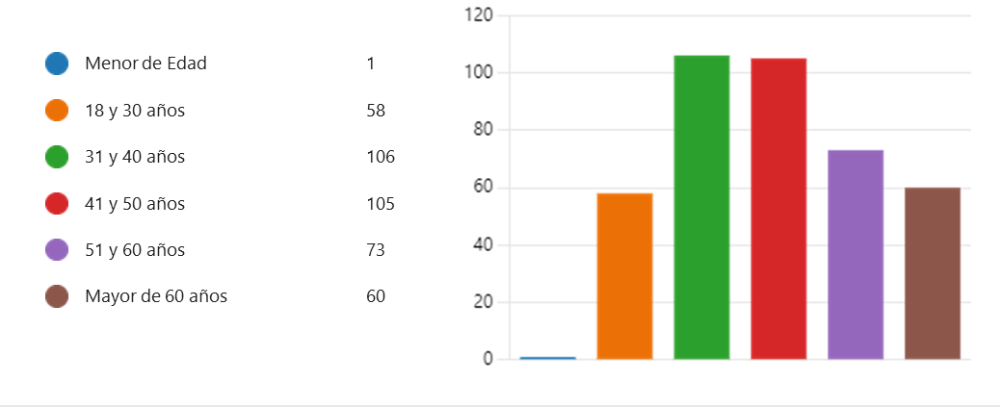 Menor de Edad 1
18 y 30 años 58
31 y 40 años 106
41 y 50 años 105
51 y 60 años 73
Mayor de 60 años 60
120
100
80
60
40
20
0